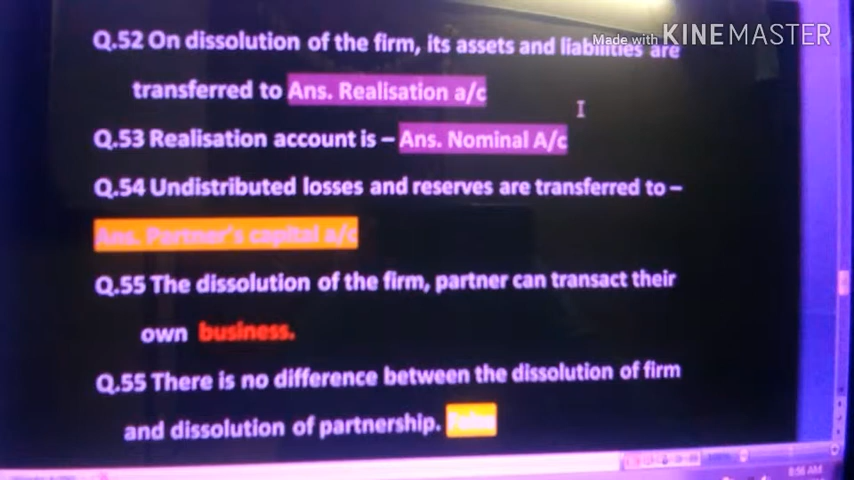 Made with KINEMASTER
Q.52 On dissolution of the firm, its assets and liabilities are
transferred to Ans. Realisation a/c
Q.53 Realisation account is – Ans. Nominal A/c
Q.54 Undistributed losses and reserves are transferred to –
Ans. Partner's capital a/c
Q.55 The dissolution of the firm, partner can transact their
own business.
Q.55 There is no difference between the dissolution of firm
and dissolution of partnership. False
8:56 AM